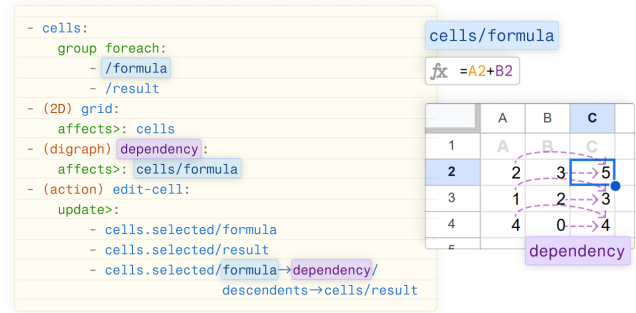 - cells:
group foreach:
- /formula
- /result
- (2D) grid:
affects>: cells
- (digraph) dependency:
affects>: cells/formula
- (action) edit-cell:
update>:
- cells.selected/formula
- cells.selected/result
- cells.selected/formula→dependency/
descendents→cells/result
cells/formula
fx =A2+B2
A B C
1 A B C
2 2 3 5
3 1 2 3
4 4 0 4
5
dependency